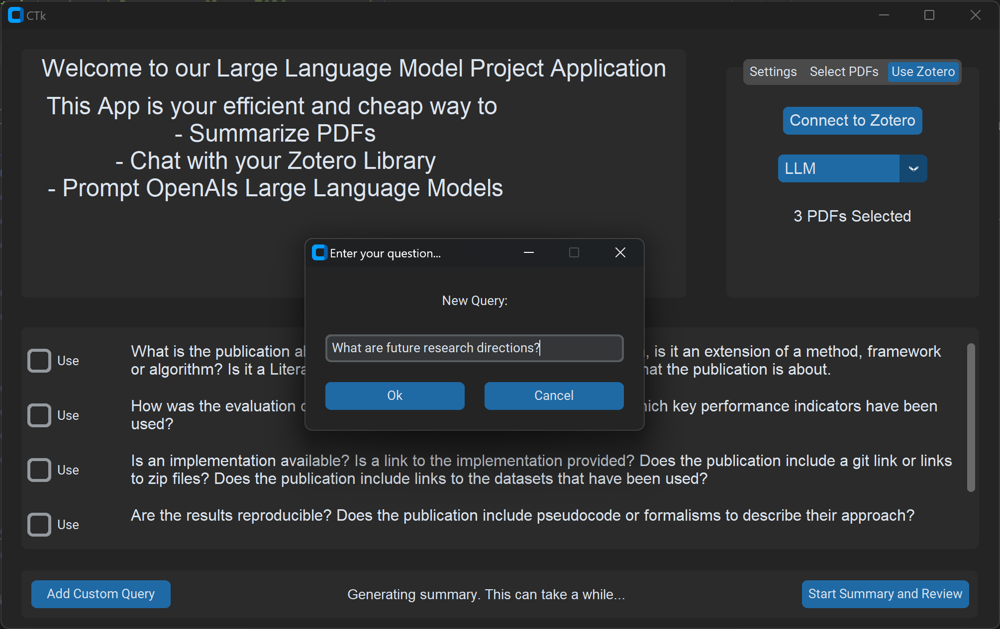 CTk
Welcome to our Large Language Model Project Application
This App is your efficient and cheap way to
- Summarize PDFs
- Chat with your Zotero Library
- Prompt OpenAIs Large Language Models
Settings Select PDFs Use Zotero
Connect to Zotero
LLM
3 PDFs Selected
Enter your question...
New Query:
What are future research directions?
Ok Cancel
Use
What is the publication , is it an extension of a method, framework
or algorithm? Is it a the publication is about.
Use
How was the evaluation key performance indicators have been
used?
Use
Is an implementation available? Is a link to the implementation provided? Does the publication include a git link or links
to zip files? Does the publication include links to the datasets that have been used?
Use
Are the results reproducible? Does the publication include pseudocode or formalisms to describe their approach?
Add Custom Query
Generating summary. This can take a while...
Start Summary and Review